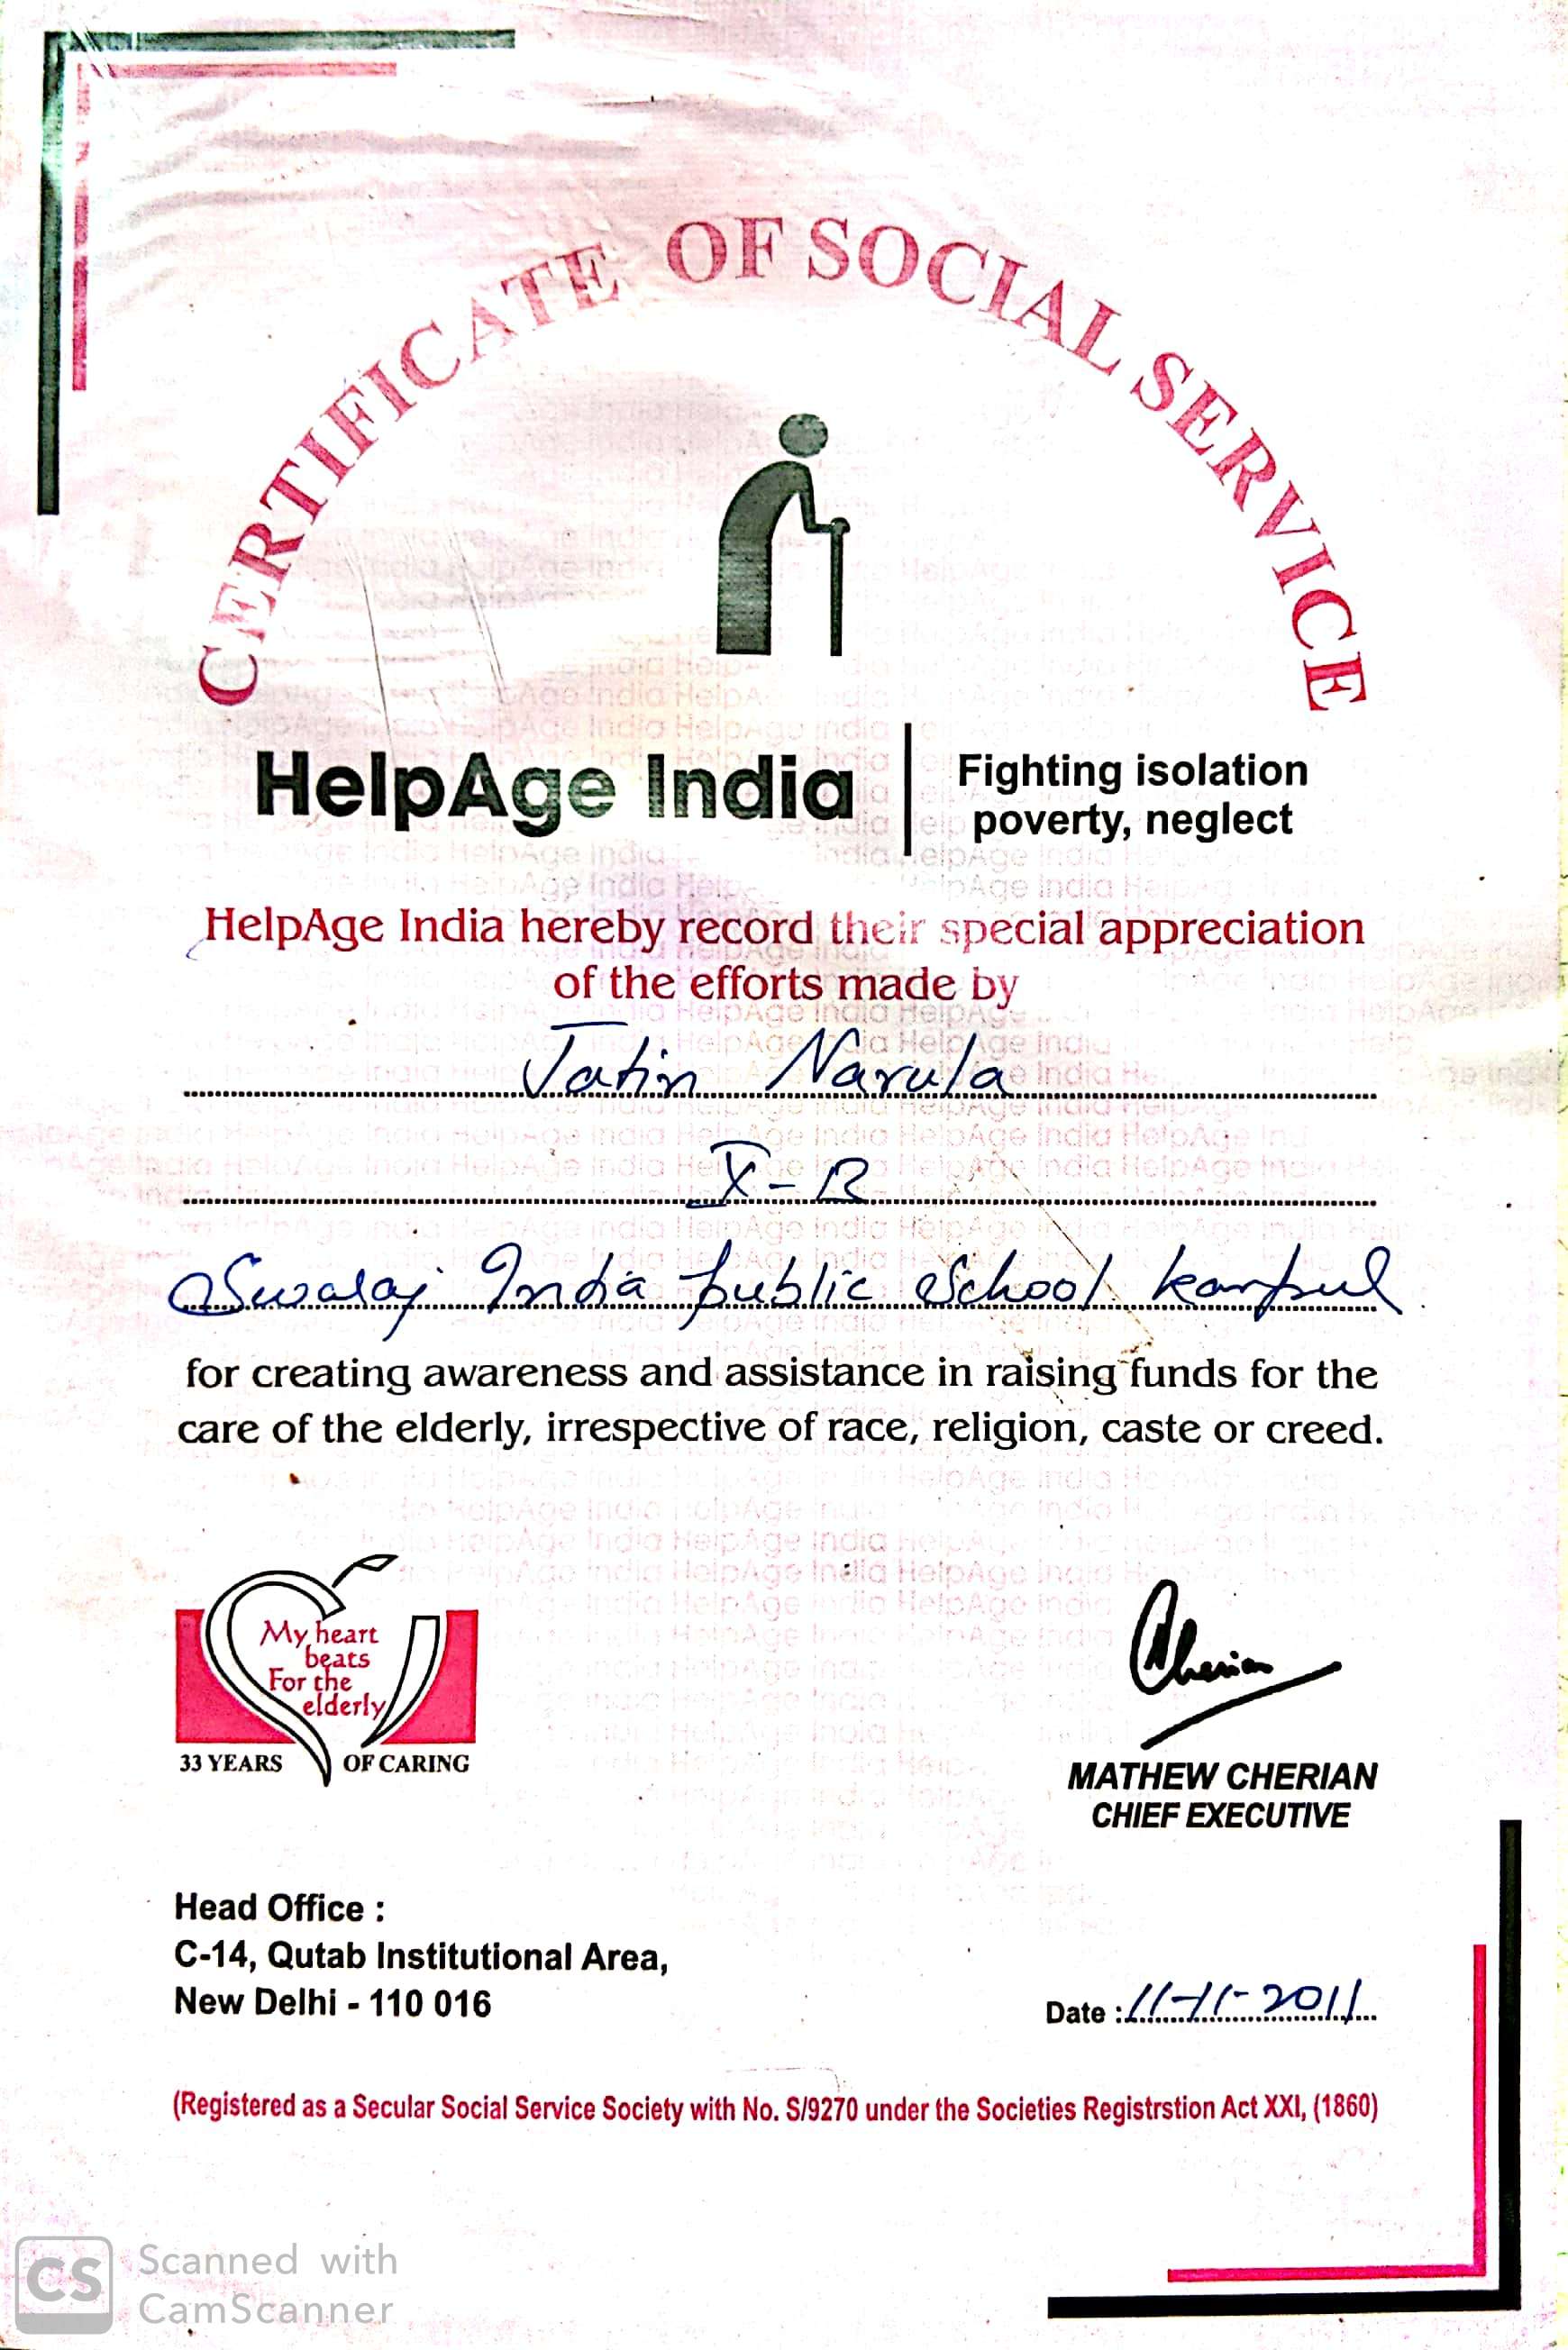 CERTIFICATE OF SOCIAL SERVICE
HelpAge India
Fighting isolation
poverty, neglect
HelpAge India hereby record their special appreciation
of the efforts made by
Jatin Narula
X-B
Swaraj India public School
for creating awareness and assistance in raising funds for the
care of the elderly, irrespective of race, religion, caste or creed.
My heart
beats
For the
elderly
33 YEARS OF CARING
Cherian
MATHEW CHERIAN
CHIEF EXECUTIVE
Head Office :
C-14, Qutab Institutional Area,
New Delhi - 110 016
Date : 11-11-2011
(Registered as a Secular Social Service Society with No. S/9270 under the Societies Registrstion Act XXI, (1860)
CS
Scanned with
CamScanner